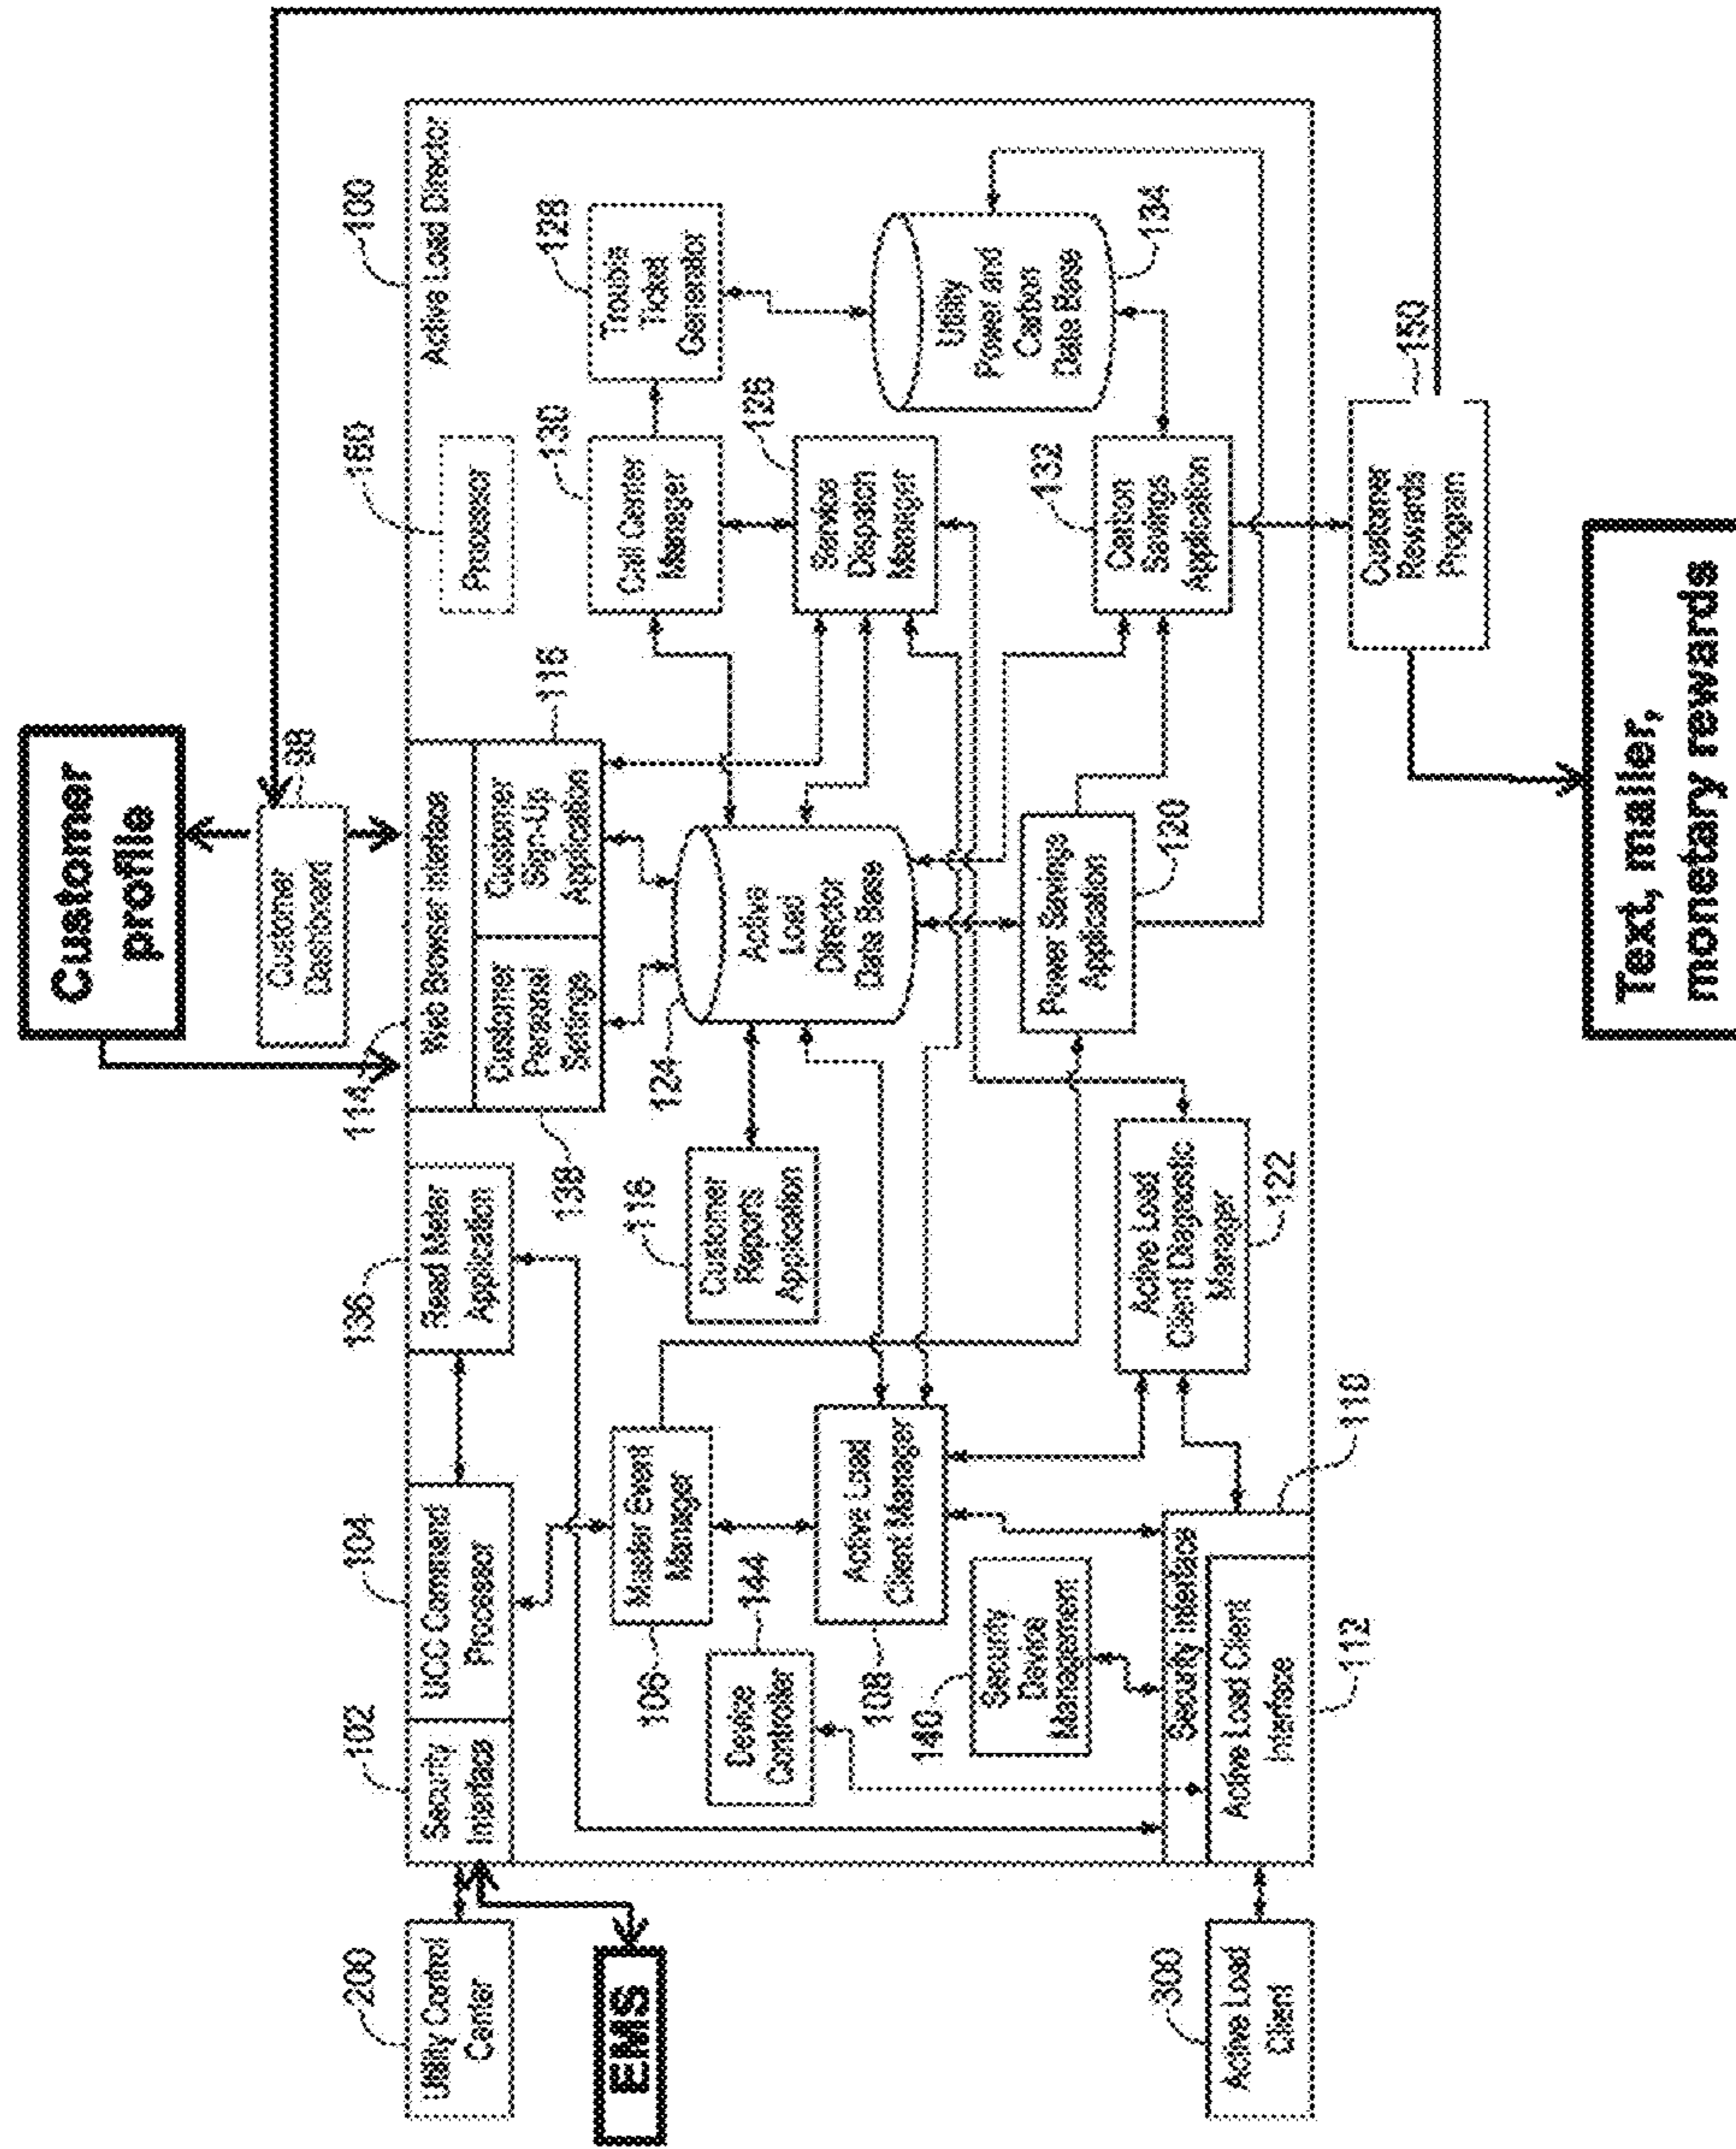 Customer
profile
98
Customer
Dashboard
200
Utility Control
Center
EMS
102
Security
Interface
104
UCC Command
Processor
136
Read Meter
Application
114
Web Browser Interface
Customer
Personal
Settings
138
Customer
Sign-Up
Application
115
160
Processor
100
Active Load Director
106
Master Event
Manager
144
Device
Controller
116
Customer
Reports
Application
124
Active
Load
Director
Data Base
130
Call Center
Manager
128
Trouble
Ticket
Generator
108
Active Load
Client Manager
126
Service
Dispatch
Manager
Utility
Power and
Carbon
Data Base
134
140
Security
Device
Management
Power Savings
Application
120
132
Carbon
Savings
Application
Active Load
Client Diagnostic
Manager
122
Security Interface
110
Active Load Client
Interface
112
300
Active Load
Client
150
Customer
Rewards
Program
Text, mailer,
monetary rewards